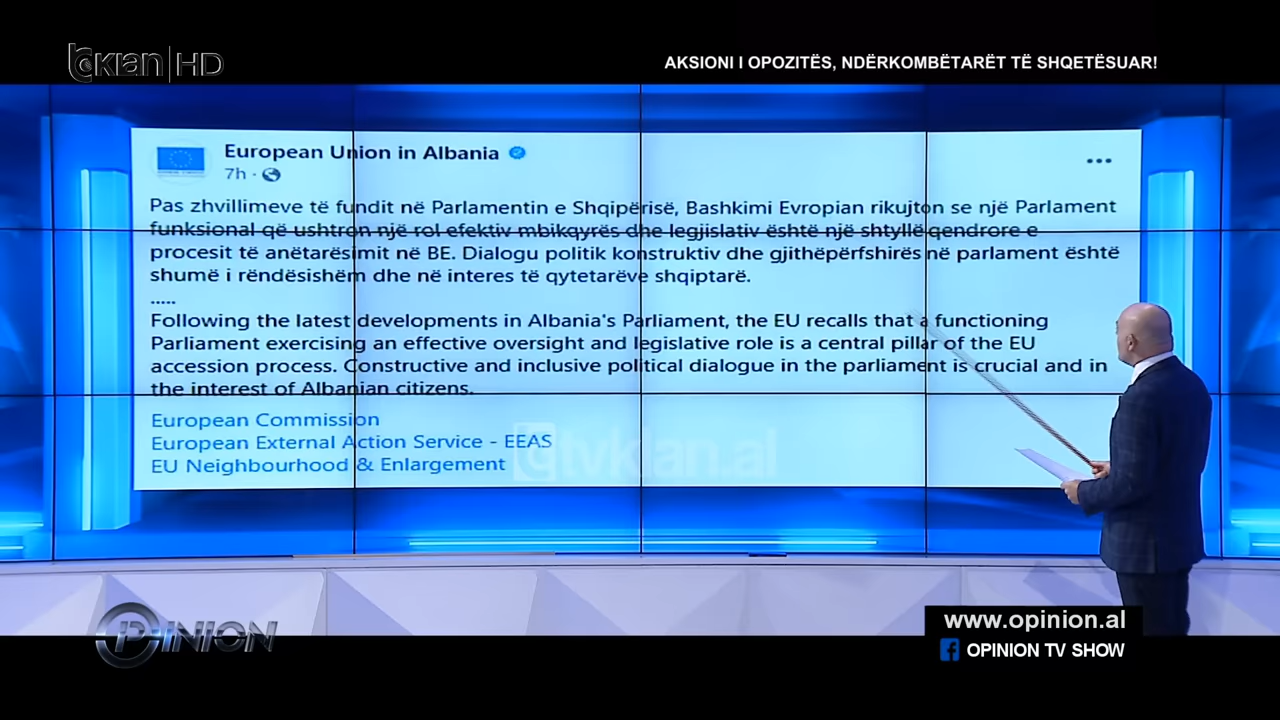 tvklan HD
AKSIONI I OPOZITËS, NDËRKOMBËTARËT TË SHQETËSUAR!
European Union in Albania
7h ·
Pas zhvillimeve të fundit në Parlamentin e Shqipërisë, Bashkimi Evropian rikujton se një Parlament
funksional që ushtron një rol efektiv mbikqyrës dhe legjislativ është një shtyllë qendrore e
procesit të anëtarësimit në BE. Dialogu politik konstruktiv dhe gjithëpërfshirës në parlament është
shumë i rëndësishëm dhe në interes të qytetarëve shqiptarë.
.....
Following the latest developments in Albania's Parliament, the EU recalls that a functioning
Parliament exercising an effective oversight and legislative role is a central pillar of the EU
accession process. Constructive and inclusive political dialogue in the parliament is crucial and in
the interest of Albanian citizens.
European Commission
European External Action Service - EEAS
EU Neighbourhood & Enlargement
tvklan.al
OPINION
www.opinion.al
OPINION TV SHOW